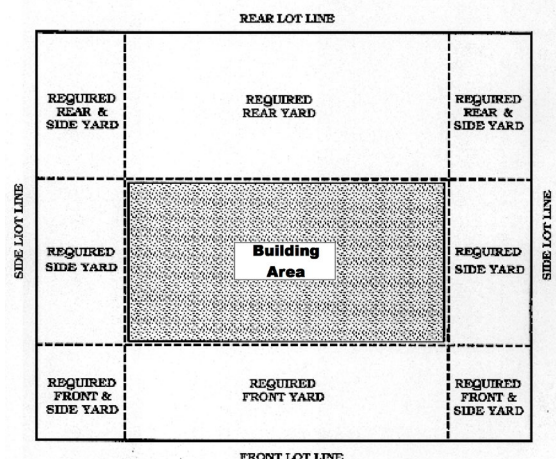 REAR LOT LINE
REQUIRED
REAR &
SIDE YARD
REQUIRED
REAR YARD
REQUIRED
REAR &
SIDE YARD
SIDE LOT LINE
REQUIRED
SIDE YARD
Building
Area
REQUIRED
SIDE YARD
SIDE LOT LINE
REQUIRED
FRONT &
SIDE YARD
REQUIRED
FRONT YARD
REQUIRED
FRONT &
SIDE YARD
FRONT LOT LINE